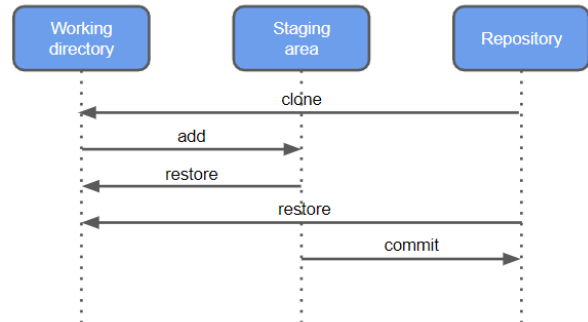 Working
directory
Staging
area
Repository
clone
add
restore
restore
commit